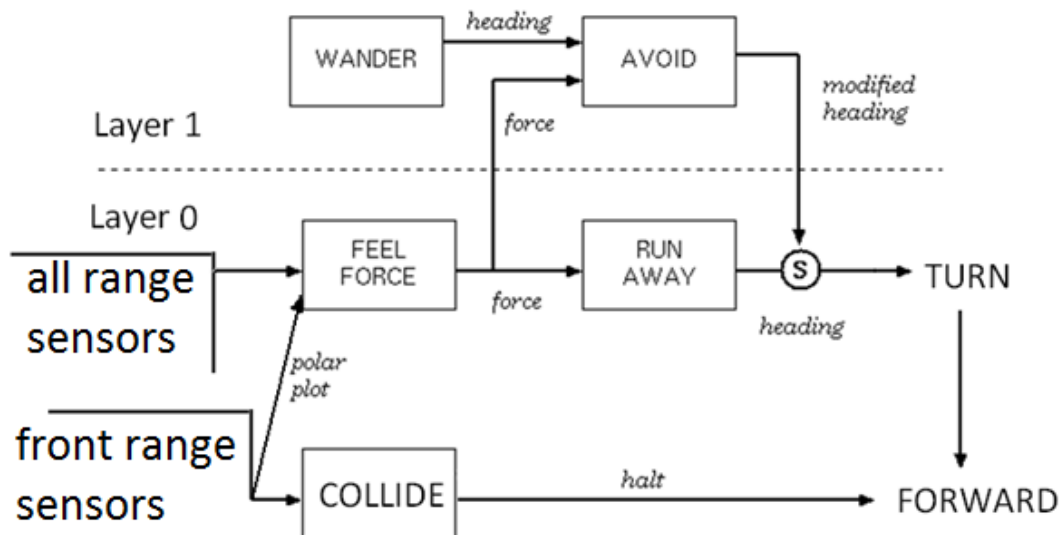 heading
WANDER
AVOID
modified
heading
force
Layer 1
Layer 0
FEEL
FORCE
RUN
AWAY
S
TURN
all range
sensors
force
heading
polar
plot
front range
sensors
COLLIDE
halt
FORWARD